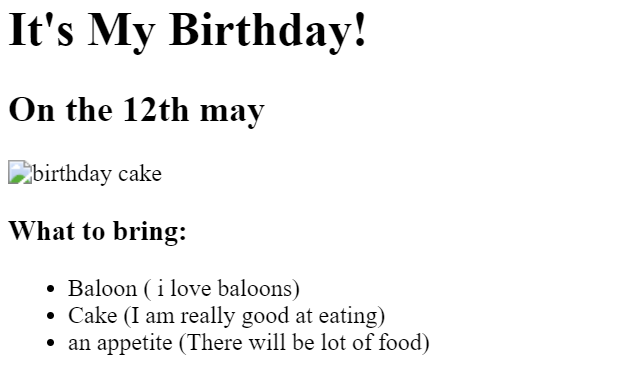 It's My Birthday!
On the 12th may
birthday cake
What to bring:
Baloon ( i love baloons)
Cake (I am really good at eating)
an appetite (There will be lot of food)